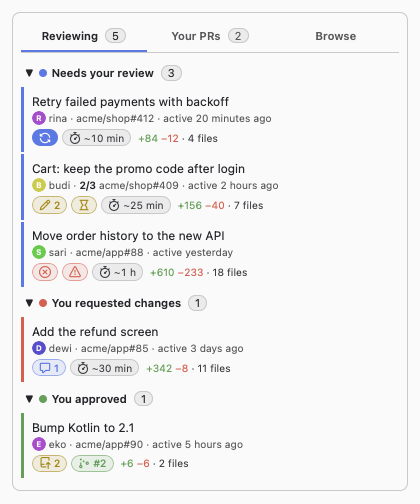 Reviewing 5 Your PRs 2 Browse
Needs your review 3
Retry failed payments with backoff
R rina · acme/shop#412 · active 20 minutes ago
~10 min +84 −12 · 4 files
Cart: keep the promo code after login
B budi · 2/3 acme/shop#409 · active 2 hours ago
2 ~25 min +156 −40 · 7 files
Move order history to the new API
S sari · acme/app#88 · active yesterday
~1 h +610 −233 · 18 files
You requested changes 1
Add the refund screen
D dewi · acme/app#85 · active 3 days ago
1 ~30 min +342 −8 · 11 files
You approved 1
Bump Kotlin to 2.1
E eko · acme/app#90 · active 5 hours ago
2 #2 +6 −6 · 2 files